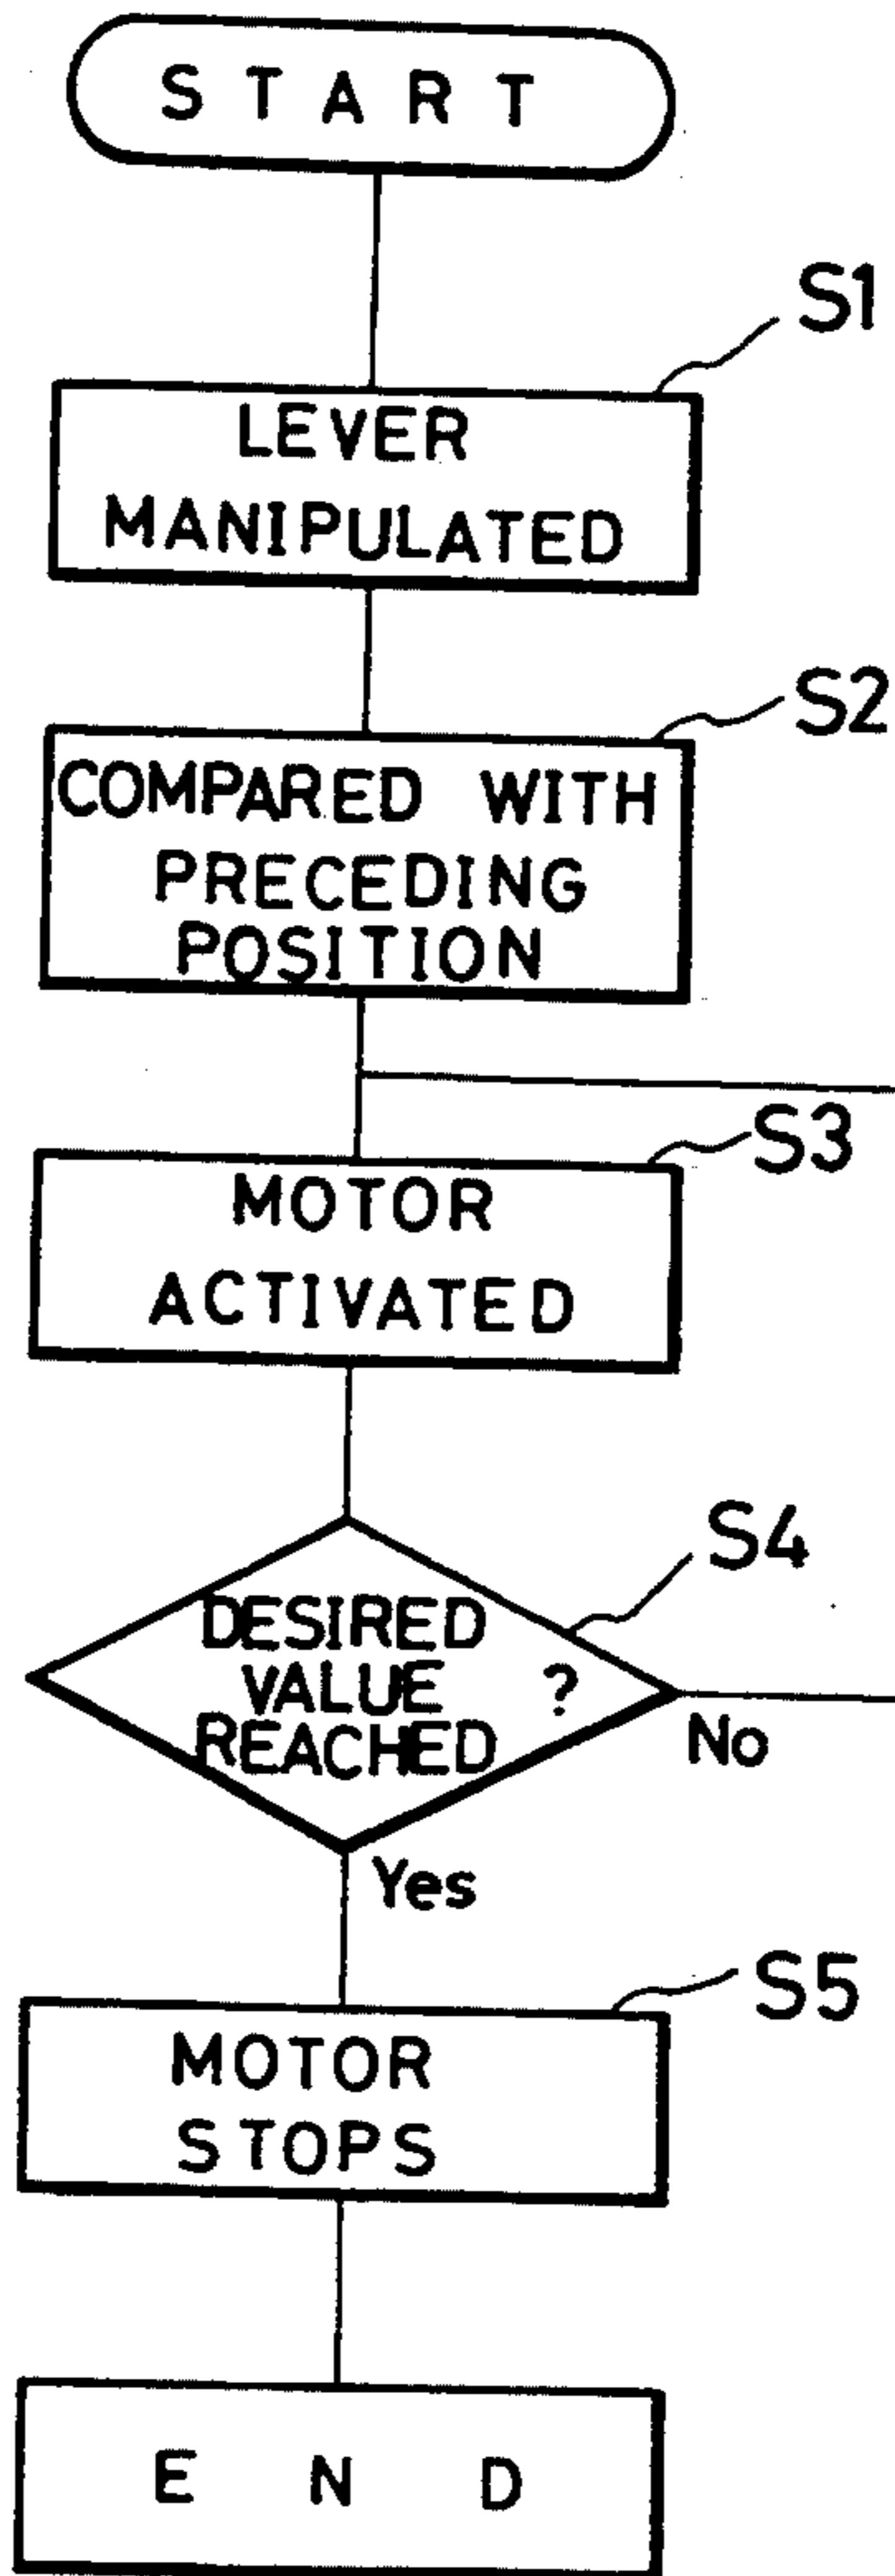 START
S1
LEVER
MANIPULATED
S2
COMPARED WITH
PRECEDING
POSITION
S3
MOTOR
ACTIVATED
S4
DESIRED
VALUE ?
REACHED
No
Yes
S5
MOTOR
STOPS
END